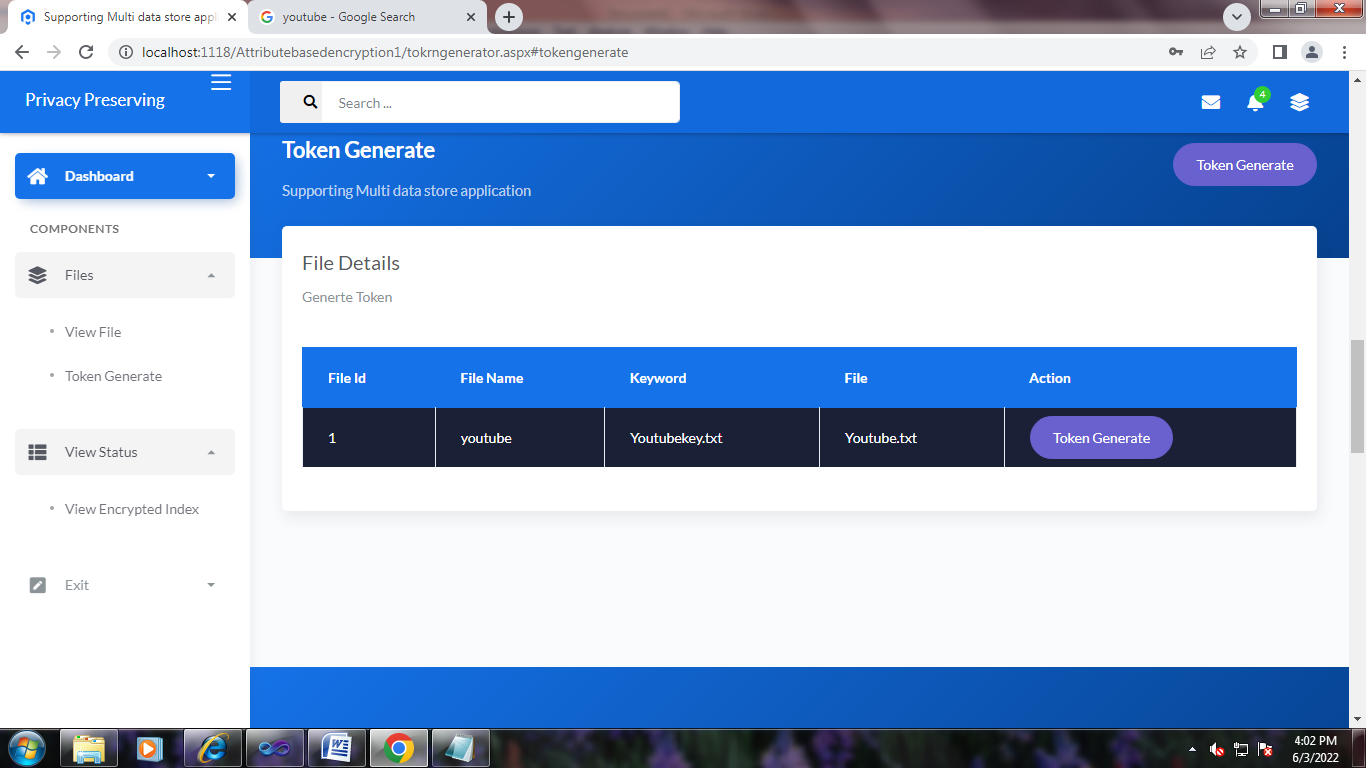 Supporting Multi data store appl
youtube - Google Search
localhost:1118/Attributebasedencryption1/tokrngenerator.aspx#tokengenerate
Privacy Preserving
Search ...
4
Token Generate
Token Generate
Supporting Multi data store application
Dashboard
COMPONENTS
Files
View File
Token Generate
View Status
View Encrypted Index
Exit
File Details
Generte Token
File Id File Name Keyword File Action
1 youtube Youtubekey.txt Youtube.txt Token Generate
4:02 PM
6/3/2022